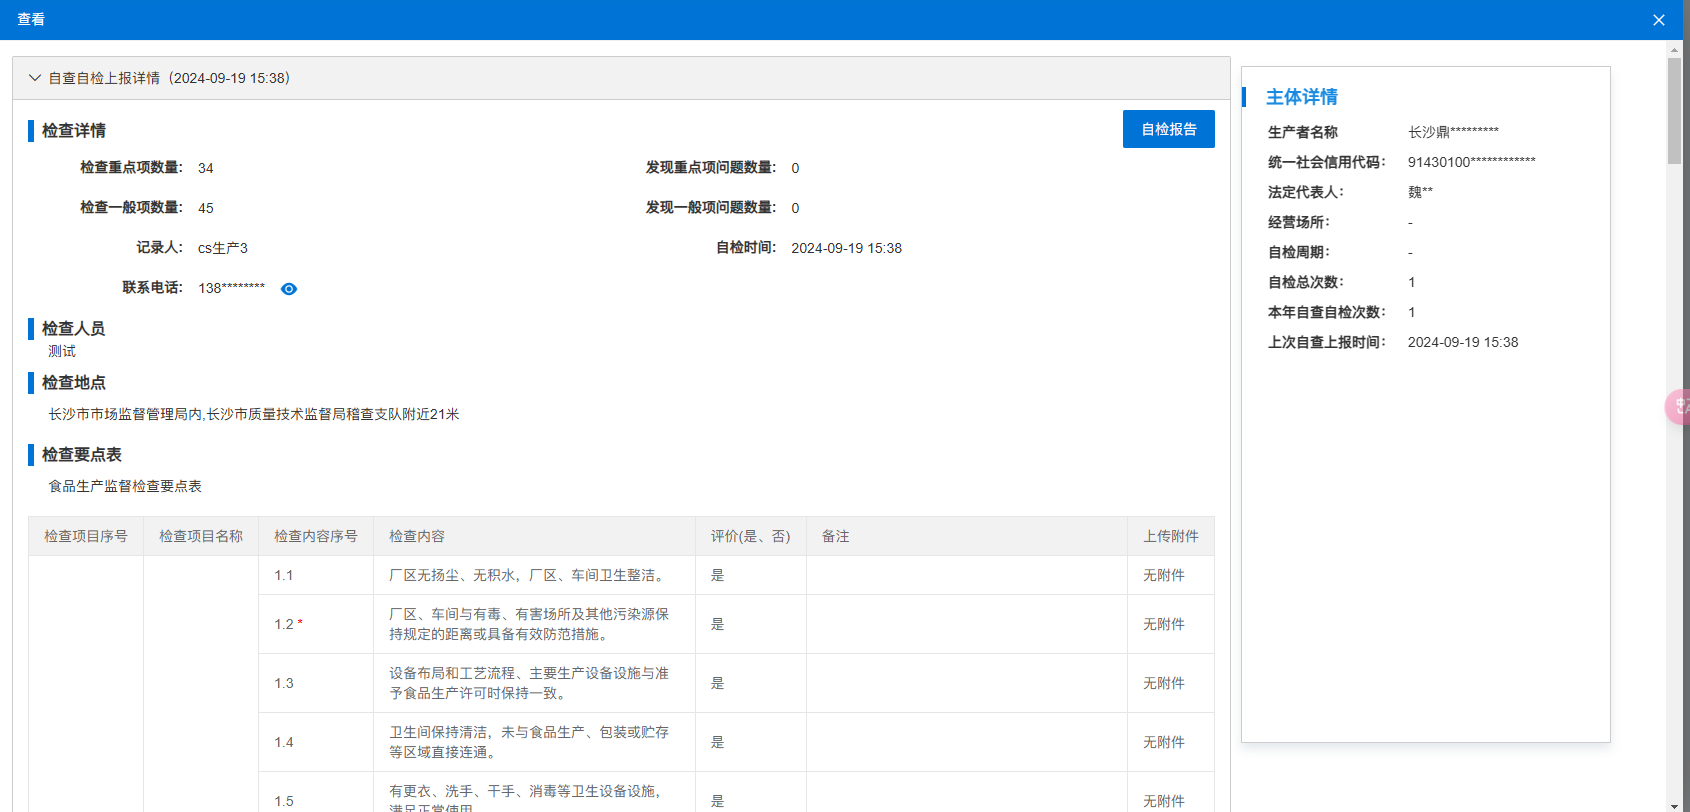 查看
自查自检上报详情（2024-09-19 15:38）
检查详情
自检报告
检查重点项数量: 34
发现重点项问题数量: 0
检查一般项数量: 45
发现一般项问题数量: 0
记录人: cs生产3
自检时间: 2024-09-19 15:38
联系电话: 138********
检查人员
测试
检查地点
长沙市市场监督管理局内,长沙市质量技术监督局稽查支队附近21米
检查要点表
食品生产监督检查要点表
检查项目序号 检查项目名称 检查内容序号 检查内容 评价(是、否) 备注 上传附件
1.1 厂区无扬尘、无积水，厂区、车间卫生整洁。 是 无附件
1.2 * 厂区、车间与有毒、有害场所及其他污染源保
持规定的距离或具备有效防范措施。 是 无附件
1.3 设备布局和工艺流程、主要生产设备设施与准
予食品生产许可时保持一致。 是 无附件
1.4 卫生间保持清洁，未与食品生产、包装或贮存
等区域直接连通。 是 无附件
1.5 有更衣、洗手、干手、消毒等卫生设备设施，
满足正常使用 是 无附件
主体详情
生产者名称 长沙鼎*********
统一社会信用代码: 91430100************
法定代表人: 魏**
经营场所: -
自检周期: -
自检总次数: 1
本年自查自检次数: 1
上次自查上报时间: 2024-09-19 15:38